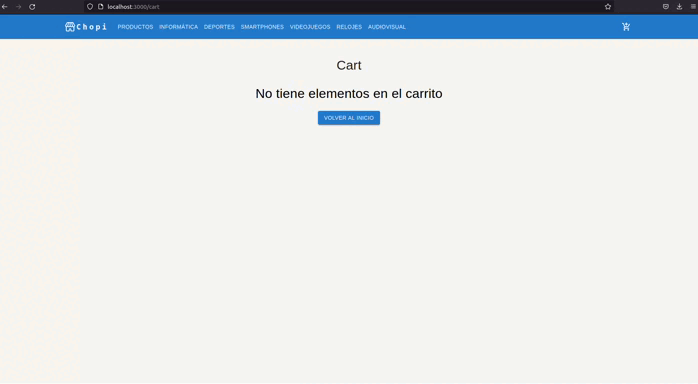 localhost:3000/cart
Chopi PRODUCTOS INFORMÁTICA DEPORTES SMARTPHONES VIDEOJUEGOS RELOJES AUDIOVISUAL
Cart
No tiene elementos en el carrito
VOLVER AL INICIO